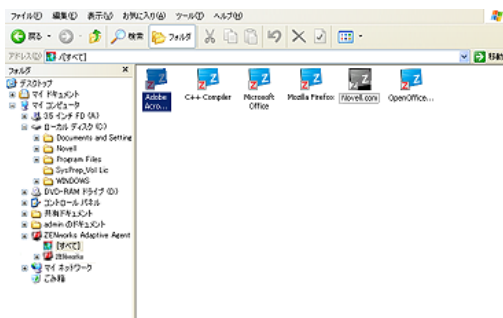 ファイル(F) 編集(E) 表示(V) お気に入り(A) ツール(T) ヘルプ(H)
戻る 検索 フォルダ
アドレス(D) [すべて] 移動
フォルダ
デスクトップ
マイ ドキュメント
マイ コンピュータ
3.5 インチ FD (A:)
ローカル ディスク (C:)
Documents and Setting
Novell
Program Files
SysPrep_Vol Lic
WINDOWS
DVD-RAM ドライブ (D:)
コントロール パネル
共有ドキュメント
admin のドキュメント
ZENworks Adaptive Agent
[すべて]
ZENworks
マイ ネットワーク
ごみ箱
Adobe Acro...
C++ Compiler
Microsoft Office
Mozilla Firefox
Novell.com
OpenOffice...